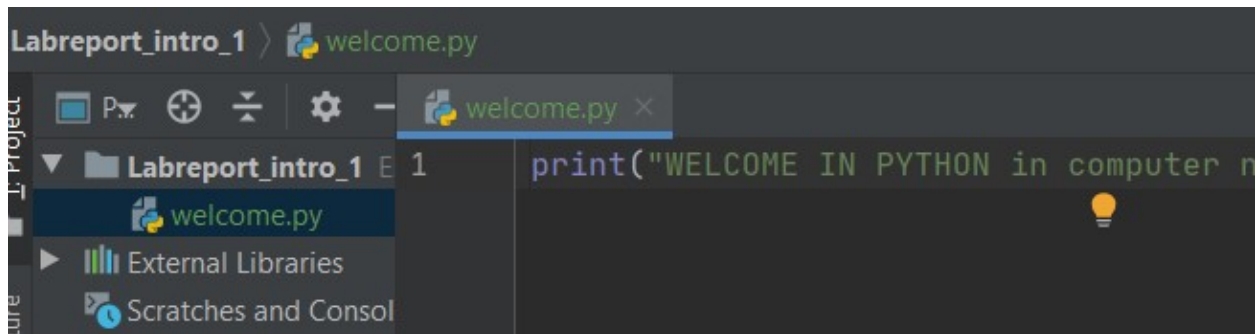 Labreport_intro_1 〉 welcome.py
welcome.py ×
1: Project
Labreport_intro_1
welcome.py
External Libraries
Scratches and Consol
1 print("WELCOME IN PYTHON in computer n